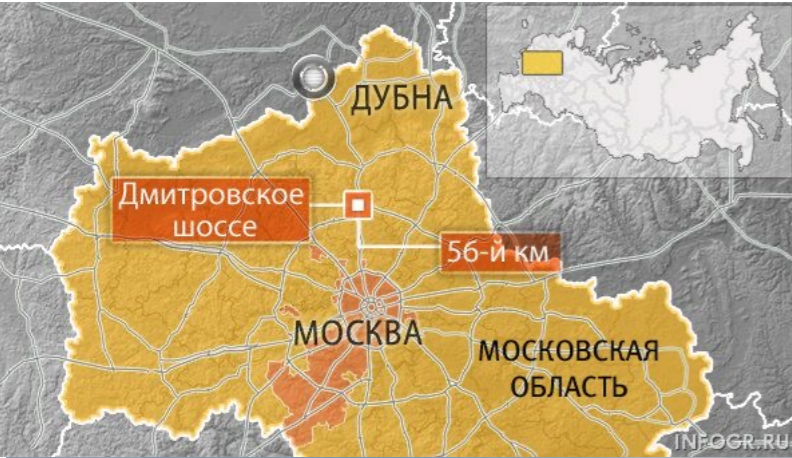 ДУБНА
Дмитровское
шоссе
56-й км
МОСКВА
МОСКОВСКАЯ
ОБЛАСТЬ
INFOGR.RU